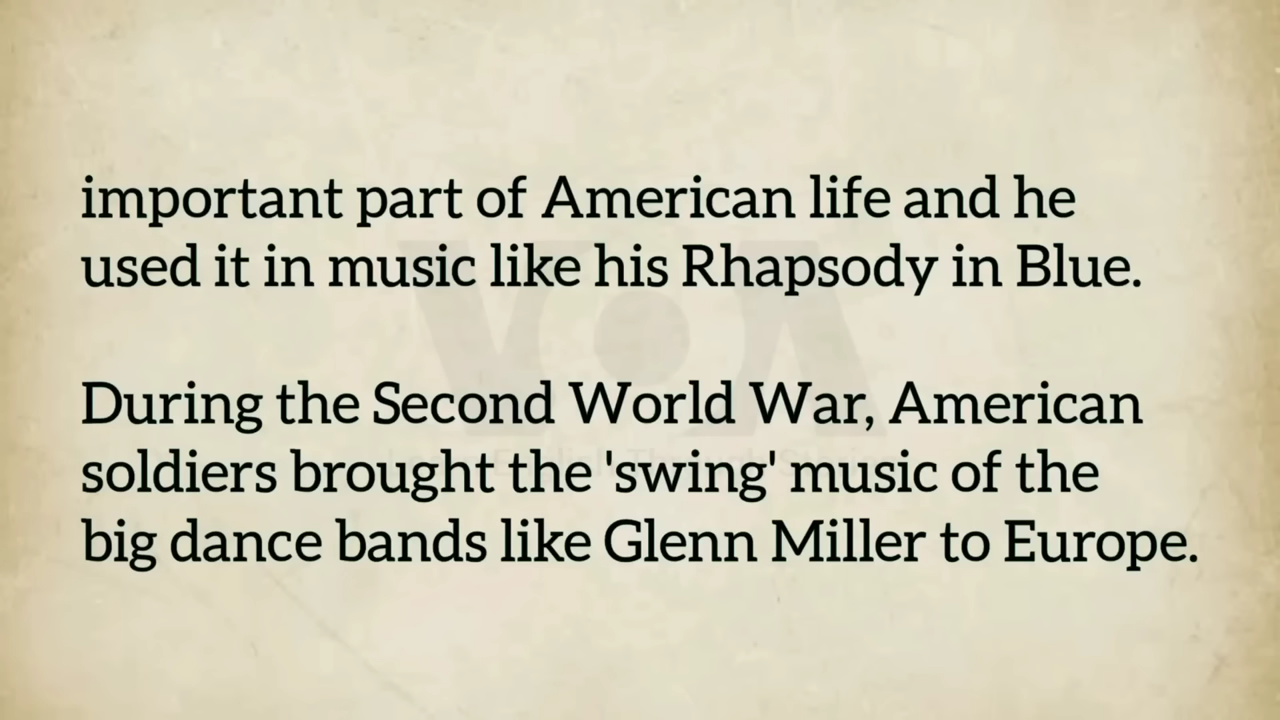 important part of American life and he
used it in music like his Rhapsody in Blue.
VOA
During the Second World War, American
soldiers brought the 'swing' music of the
big dance bands like Glenn Miller to Europe.